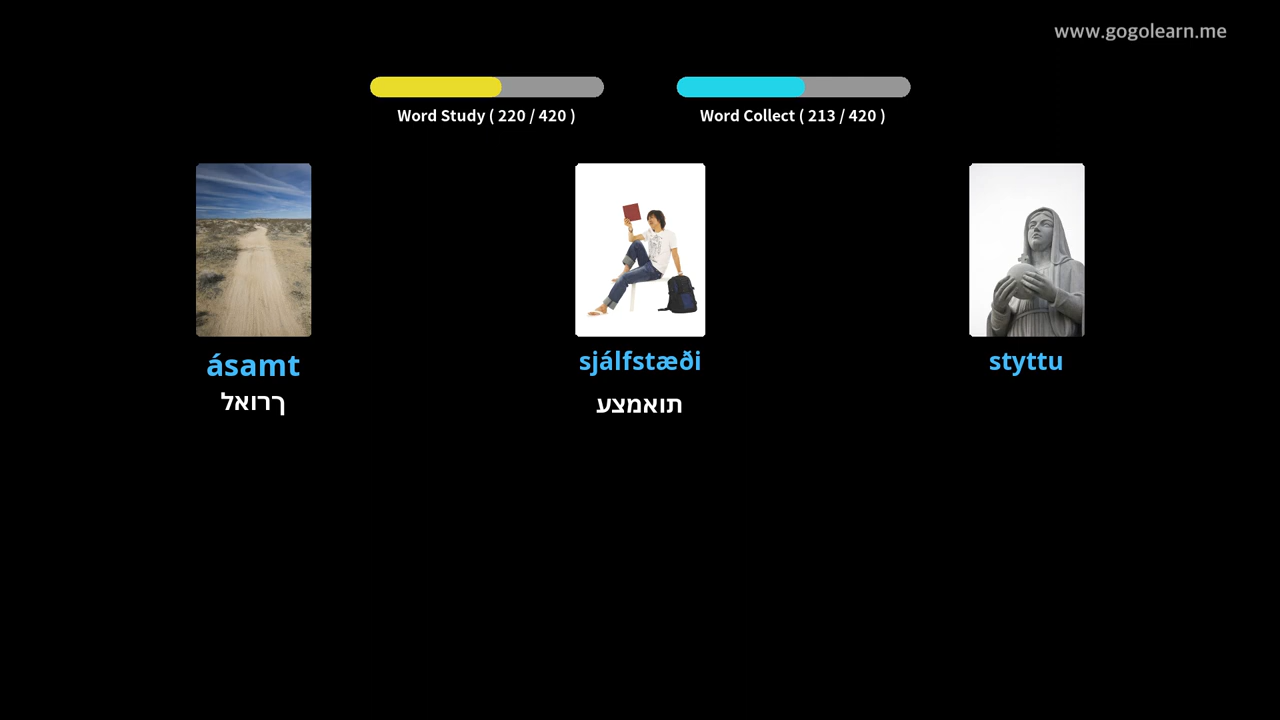 www.gogolearn.me
Word Study ( 220 / 420 )
Word Collect ( 213 / 420 )
ásamt
ךרואל
sjálfstæði
תואמצע
styttu